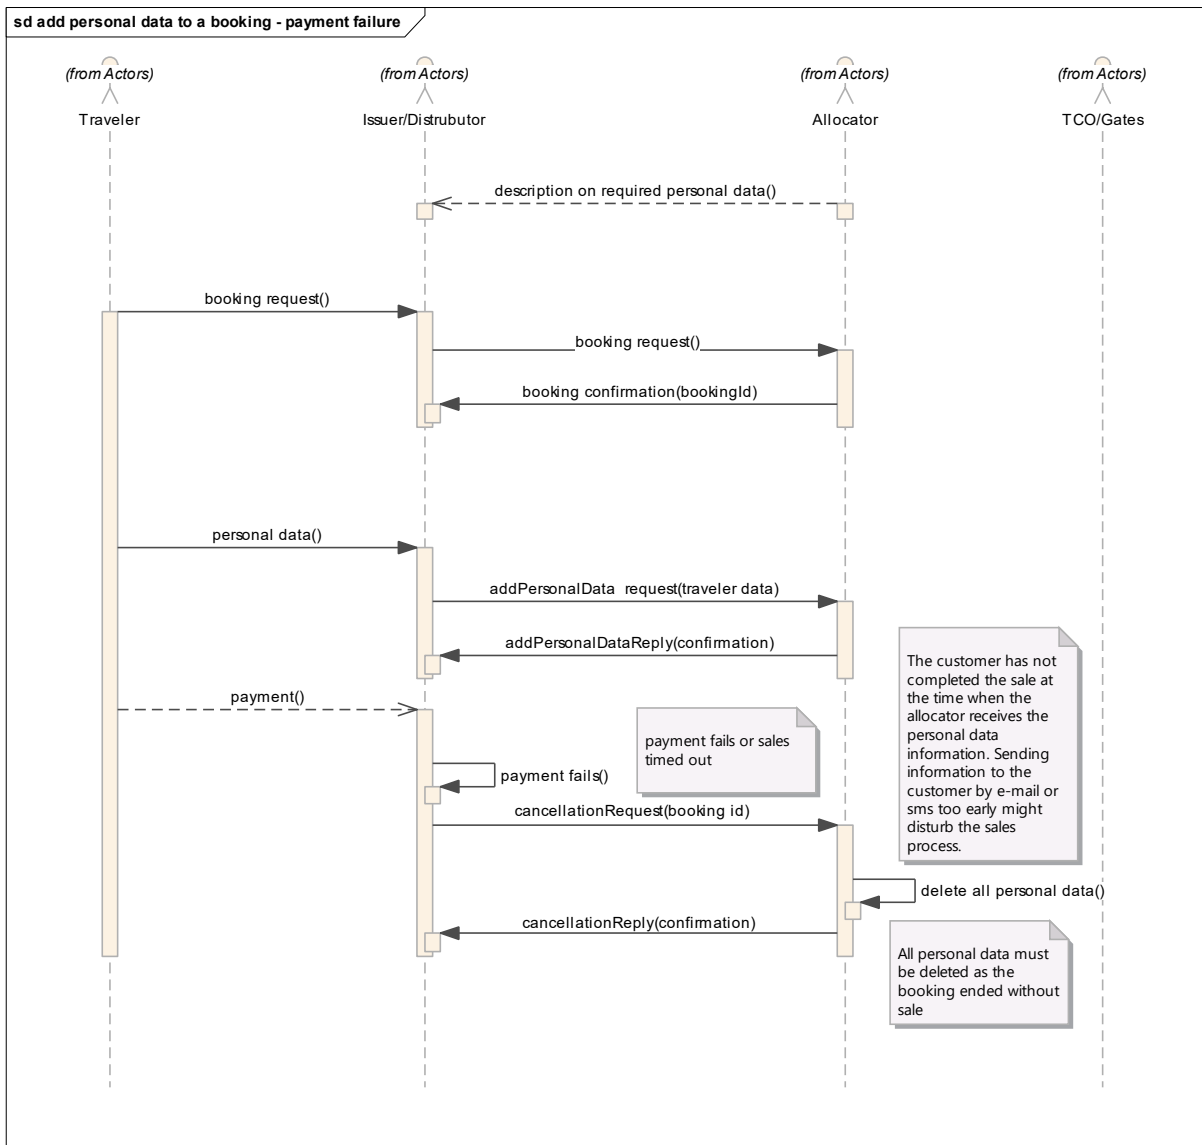 sd add personal data to a booking - payment failure
(from Actors)
(from Actors)
(from Actors)
(from Actors)
Traveler
Issuer/Distrubutor
Allocator
TCO/Gates
description on required personal data()
booking request()
booking request()
booking confirmation(bookingId)
personal data()
addPersonalData request(traveler data)
addPersonalDataReply(confirmation)
payment()
payment fails or sales
timed out
The customer has not
completed the sale at
the time when the
allocator receives the
personal data
information. Sending
information to the
customer by e-mail or
sms too early might
disturb the sales
process.
payment fails()
cancellationRequest(booking id)
delete all personal data()
cancellationReply(confirmation)
All personal data must
be deleted as the
booking ended without
sale